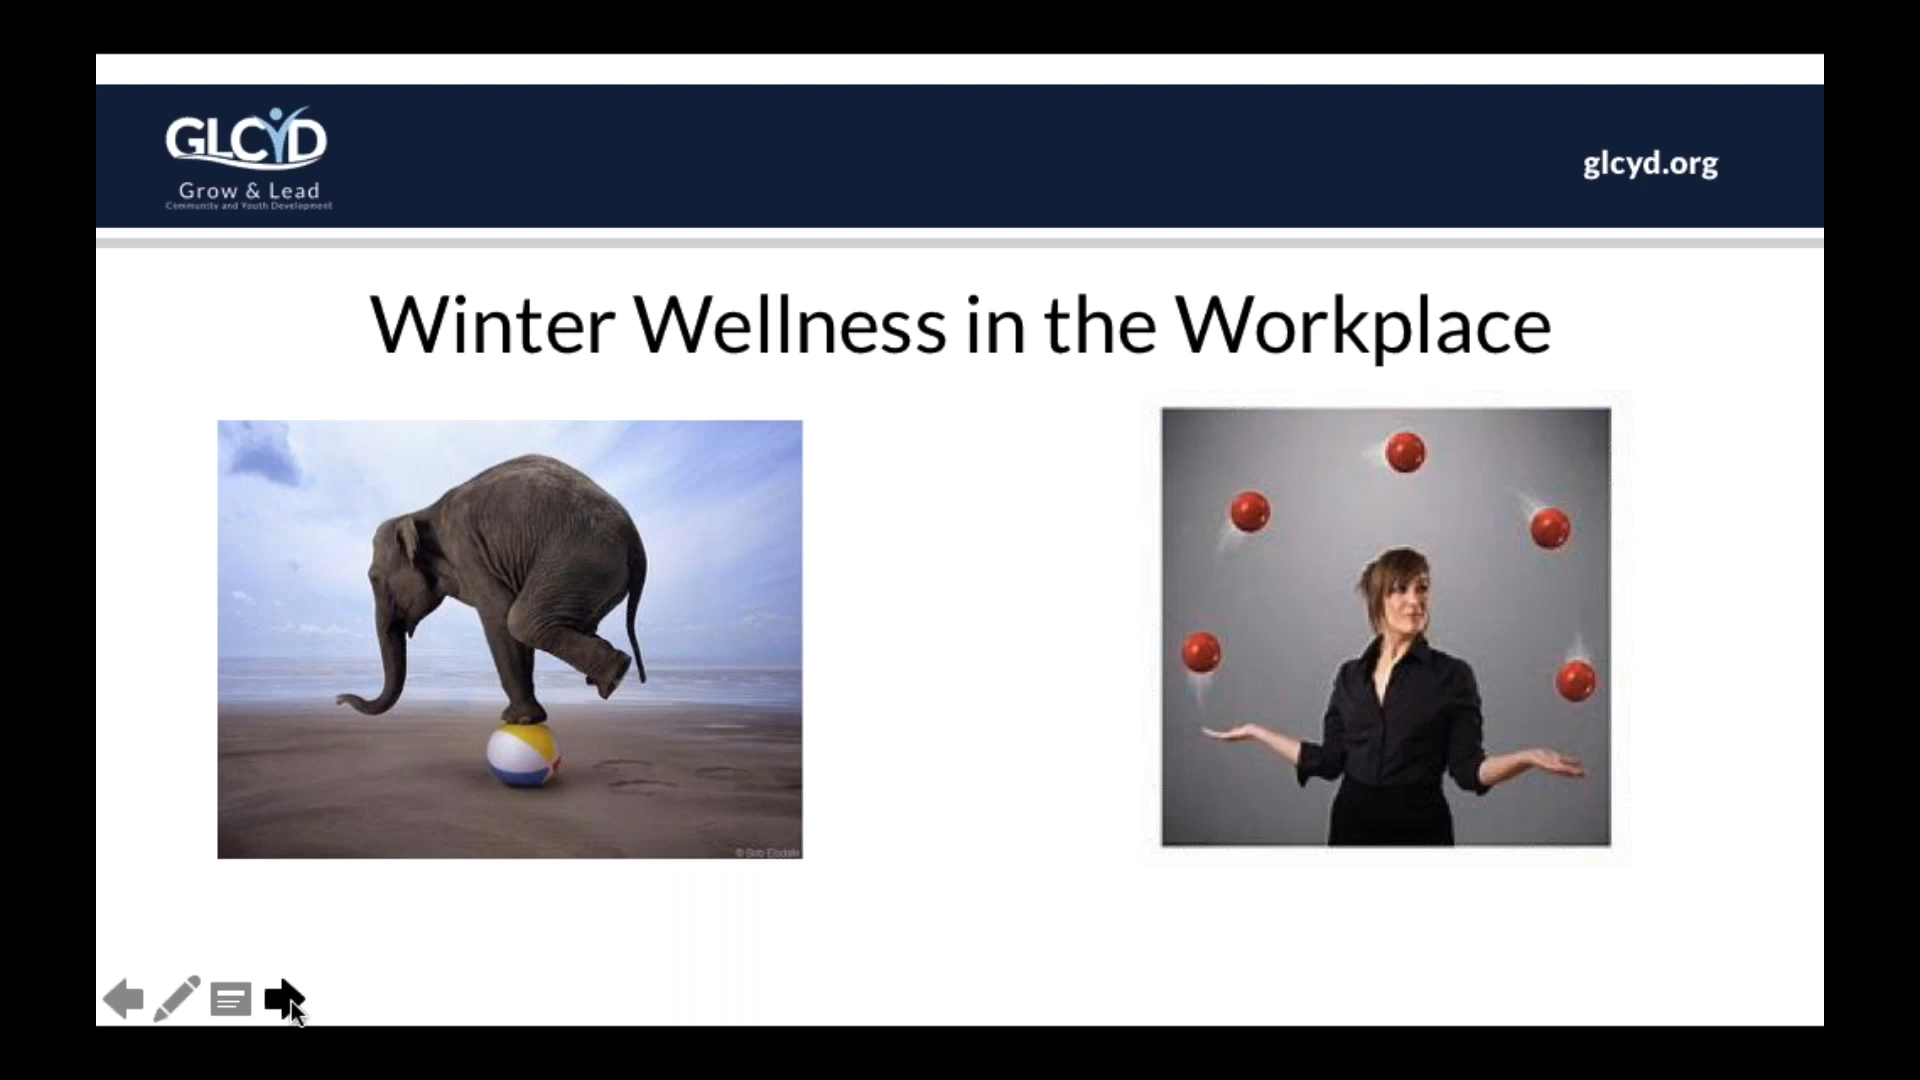 GLCYD
Grow & Lead
Community and Youth Development
glcyd.org
Winter Wellness in the Workplace